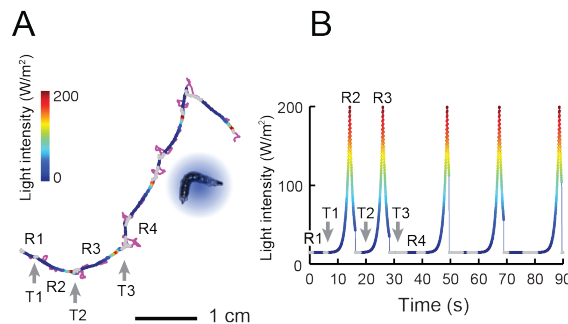 A
Light intensity (W/m²)
200
0
R1
R2
R3
R4
T1
T2
T3
1 cm
B
Light intensity (W/m²)
200
100
0
R1
T1
R2
T2
R3
T3
R4
0 10 20 30 40 50 60 70 80 90
Time (s)